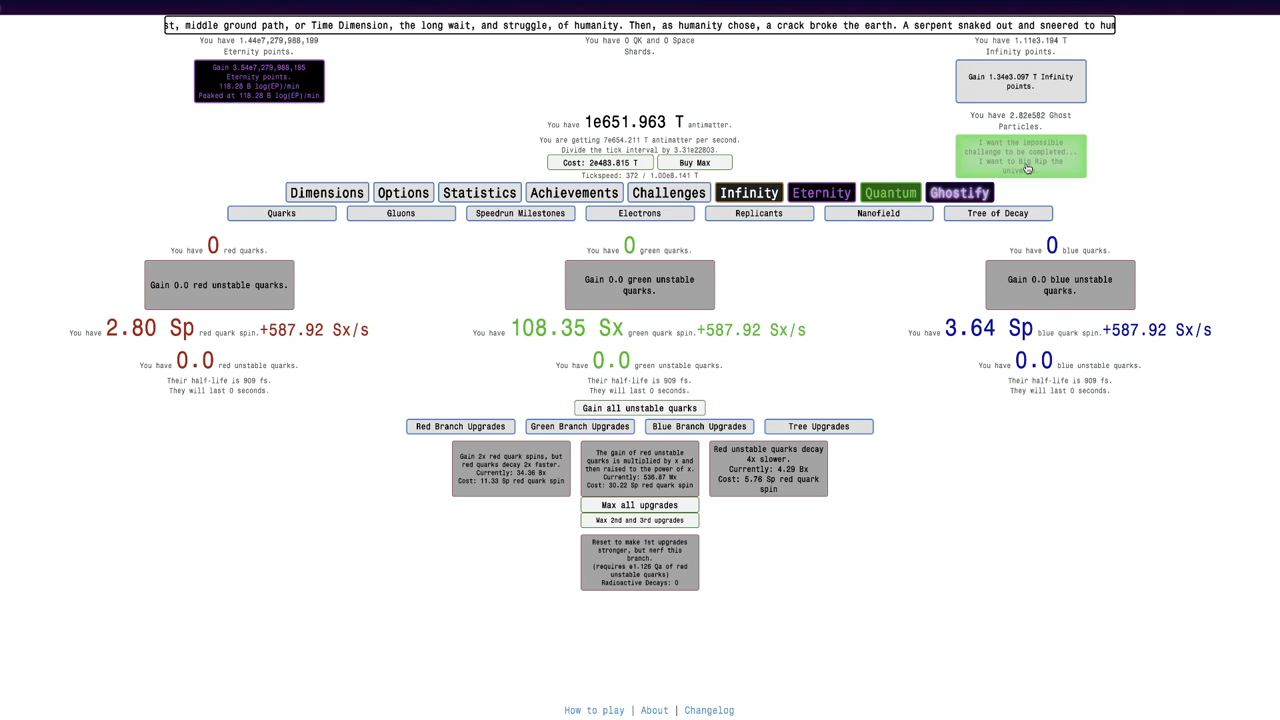 st, middle ground path, or Time Dimension, the long wait, and struggle, of humanity. Then, as humanity chose, a crack broke the earth. A serpent snaked out and sneered to hum
You have 1.44e7,279,988,199
Eternity points.
Gain 3.54e7,279,988,185
Eternity points.
118.28 B log(EP)/min
Peaked at 118.28 B log(EP)/min
You have 0 QK and 0 Space
Shards.
You have 1.11e3.194 T
Infinity points.
Gain 1.34e3.097 T Infinity
points.
You have 2.82e582 Ghost
Particles.
I want the impossible
challenge to be completed...
I want to Big Rip the
You have 1e651.963 T antimatter.
You are getting 7e654.211 T antimatter per second.
Divide the tick interval by 3.31e22803.
Cost: 2e483.815 T
Buy Max
Tickspeed: 372 / 1.00e8.141 T
Dimensions
Options
Statistics
Achievements
Challenges
Infinity
Eternity
Quantum
Ghostify
Quarks
Gluons
Speedrun Milestones
Electrons
Replicants
Nanofield
Tree of Decay
You have 0 red quarks.
Gain 0.0 red unstable quarks.
You have 2.80 Sp red quark spin.+587.92 Sx/s
You have 0.0 red unstable quarks.
Their half-life is 909 fs.
They will last 0 seconds.
You have 0 green quarks.
Gain 0.0 green unstable
quarks.
You have 108.35 Sx green quark spin.+587.92 Sx/s
You have 0.0 green unstable quarks.
Their half-life is 909 fs.
They will last 0 seconds.
You have 0 blue quarks.
Gain 0.0 blue unstable
quarks.
You have 3.64 Sp blue quark spin.+587.92 Sx/s
You have 0.0 blue unstable quarks.
Their half-life is 909 fs.
They will last 0 seconds.
Gain all unstable quarks
Red Branch Upgrades
Green Branch Upgrades
Blue Branch Upgrades
Tree Upgrades
Gain 2x red quark spins, but
red quarks decay 2x faster.
Currently: 34.36 Bx
Cost: 11.33 Sp red quark spin
The gain of red unstable
quarks is multiplied by x and
then raised to the power of x.
Currently: 536.87 Mx
Cost: 30.22 Sp red quark spin
Red unstable quarks decay
4x slower.
Currently: 4.29 Bx
Cost: 5.76 Sp red quark
spin
Max all upgrades
Max 2nd and 3rd upgrades
Reset to make 1st upgrades
stronger, but nerf this
branch.
(requires e1.126 Qa of red
unstable quarks)
Radioactive Decays: 0
How to play | About | Changelog